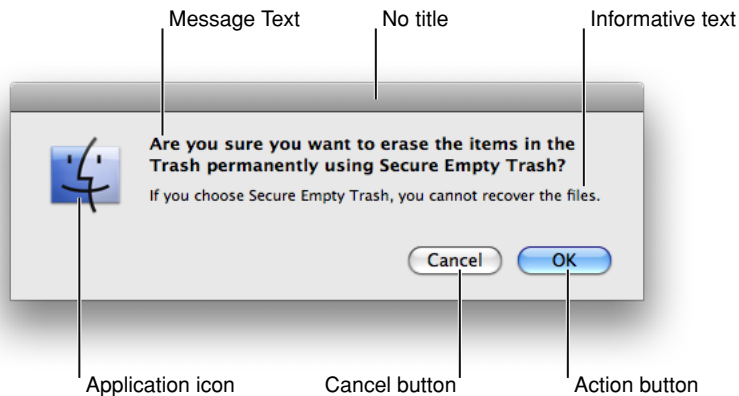 Message Text
No title
Informative text
Are you sure you want to erase the items in the
Trash permanently using Secure Empty Trash?
If you choose Secure Empty Trash, you cannot recover the files.
Cancel
OK
Application icon
Cancel button
Action button